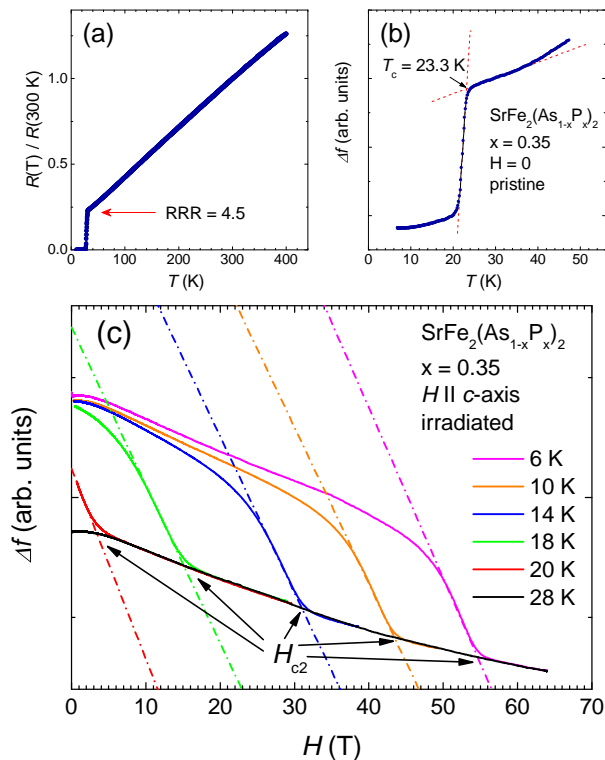 (a)
R(T) / R(300 K)
1.0
0.5
0.0
RRR = 4.5
0 100 200 300 400
T (K)
(b)
Δf (arb. units)
T_c = 23.3 K
SrFe₂(As₁₋ₓPₓ)₂
x = 0.35
H = 0
pristine
0 10 20 30 40 50
T (K)
(c)
Δf (arb. units)
SrFe₂(As₁₋ₓPₓ)₂
x = 0.35
H II c-axis
irradiated
6 K
10 K
14 K
18 K
20 K
28 K
H_c2
0 10 20 30 40 50 60 70
H (T)